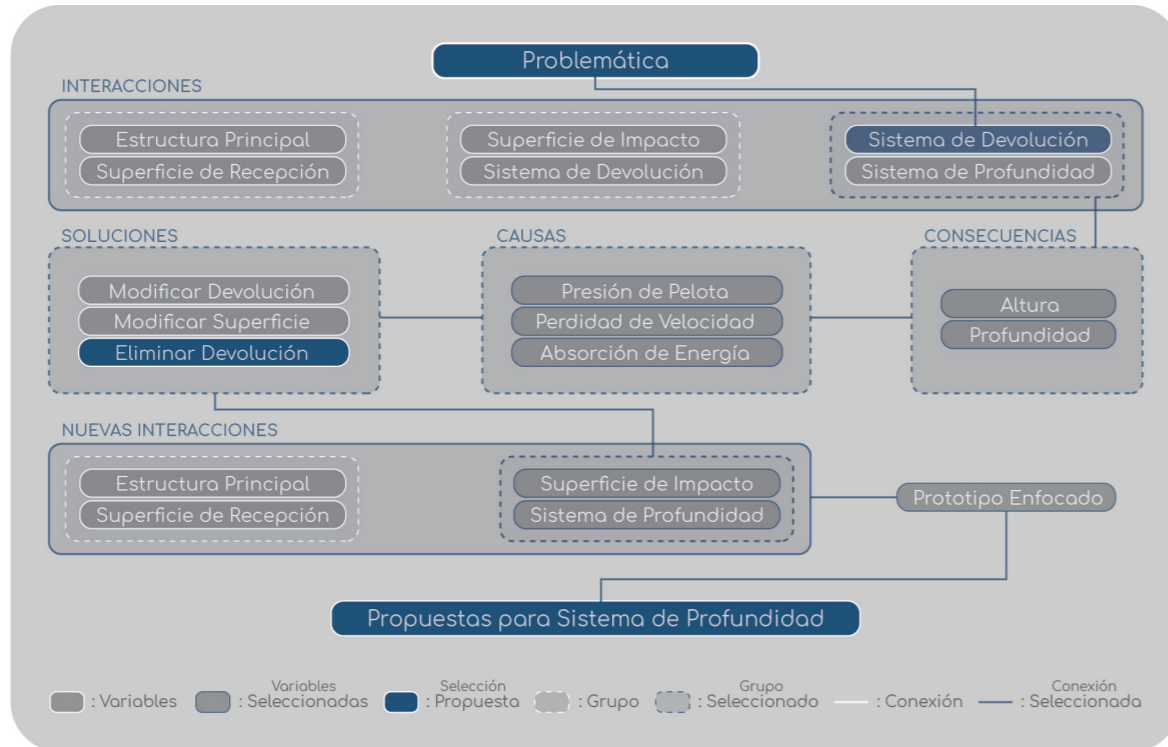 Problemática
INTERACCIONES
Estructura Principal
Superficie de Recepción
Superficie de Impacto
Sistema de Devolución
Sistema de Devolución
Sistema de Profundidad
SOLUCIONES
Modificar Devolución
Modificar Superficie
Eliminar Devolución
CAUSAS
Presión de Pelota
Perdidad de Velocidad
Absorción de Energía
CONSECUENCIAS
Altura
Profundidad
NUEVAS INTERACCIONES
Estructura Principal
Superficie de Recepción
Superficie de Impacto
Sistema de Profundidad
Prototipo Enfocado
Propuestas para Sistema de Profundidad
: Variables
Variables
: Seleccionadas
Selección
: Propuesta
: Grupo
Grupo
: Seleccionado
: Conexión
Conexión
: Seleccionada